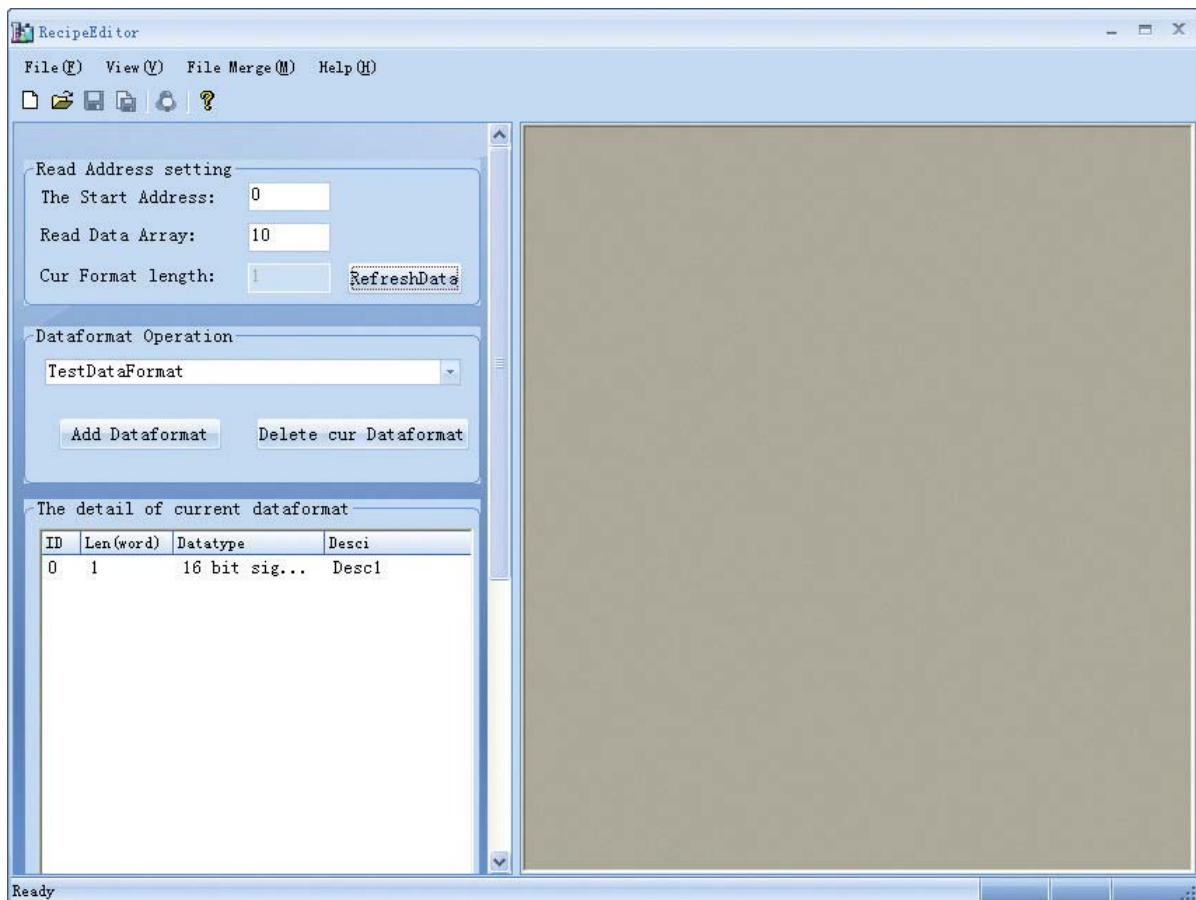 RecipeEditor
File(F) View(V) File Merge(M) Help(H)
Read Address setting
The Start Address: 0
Read Data Array: 10
Cur Format length: 1 RefreshData
Dataformat Operation
TestDataFormat
Add Dataformat Delete cur Dataformat
The detail of current dataformat
ID Len(word) Datatype Desci
0 1 16 bit sig... Desc1
Ready